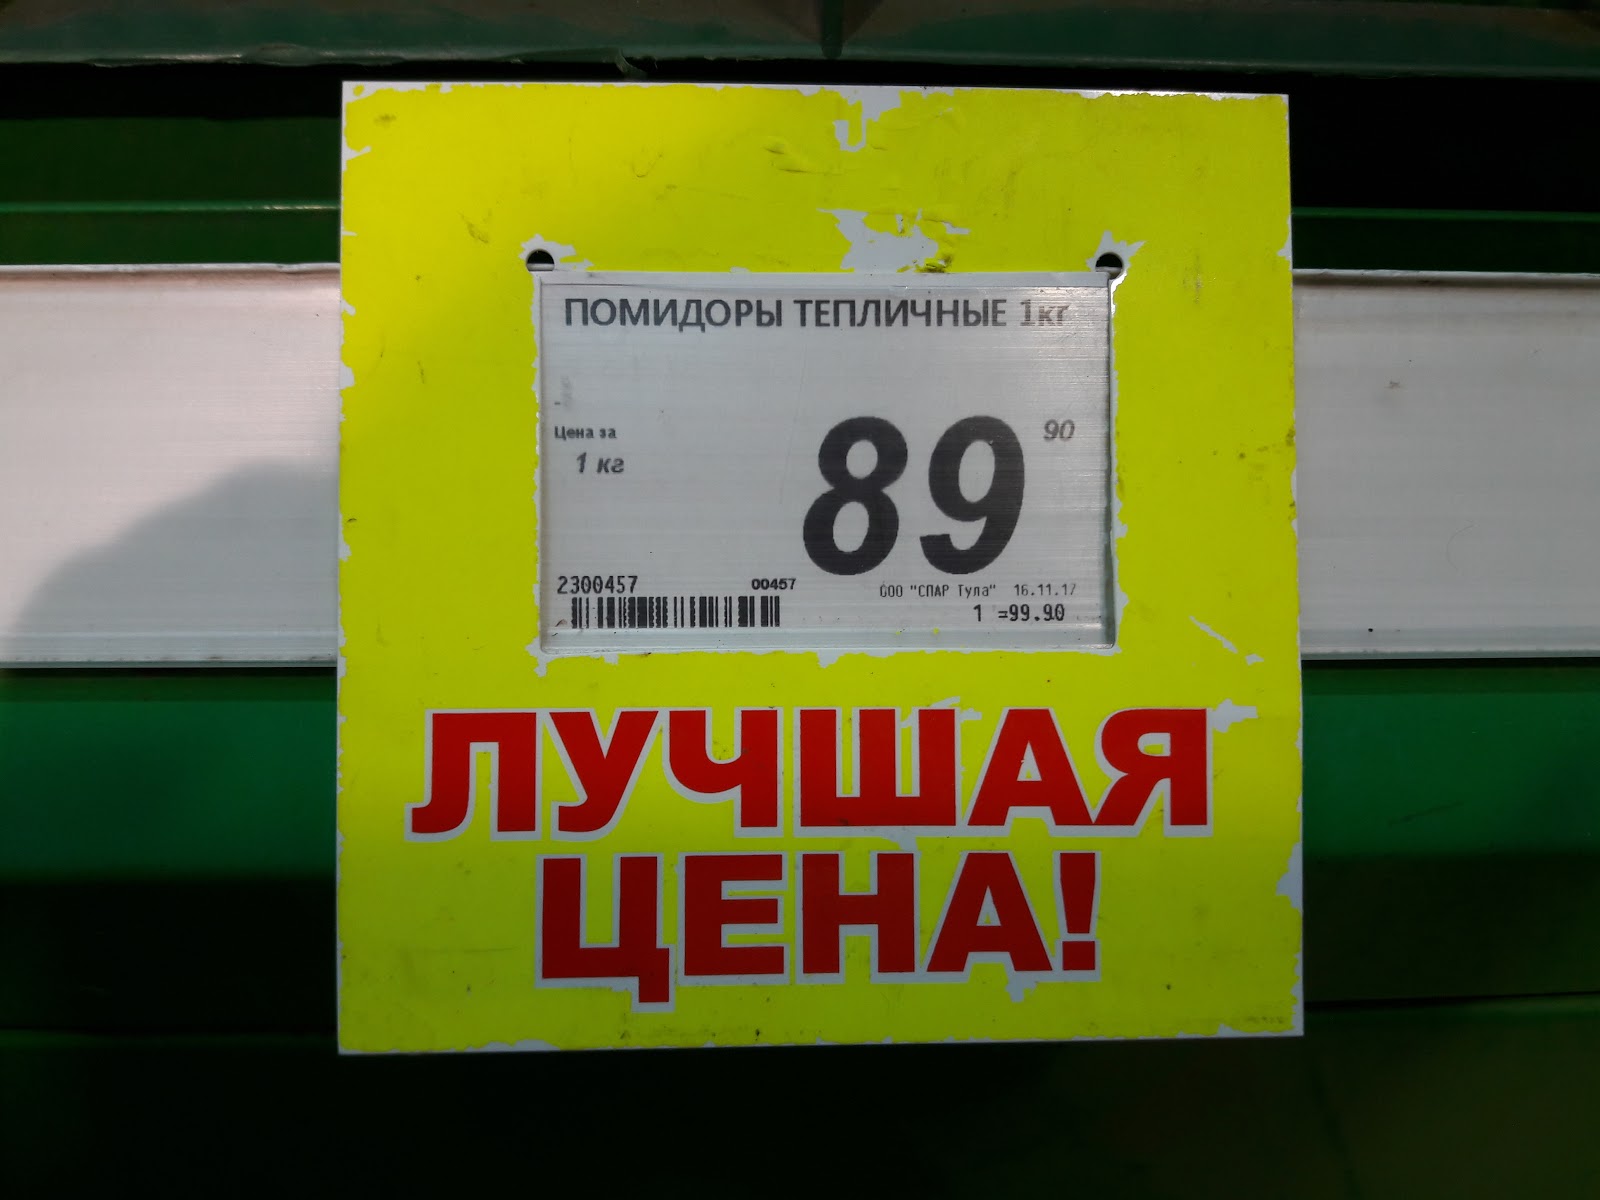 ПОМИДОРЫ ТЕПЛИЧНЫЕ 1кг
Цена за
1 кг
89 90
2300457 00457
ООО "СПАР Тула" 16.11.17
1 =99.90
ЛУЧШАЯ
ЦЕНА!